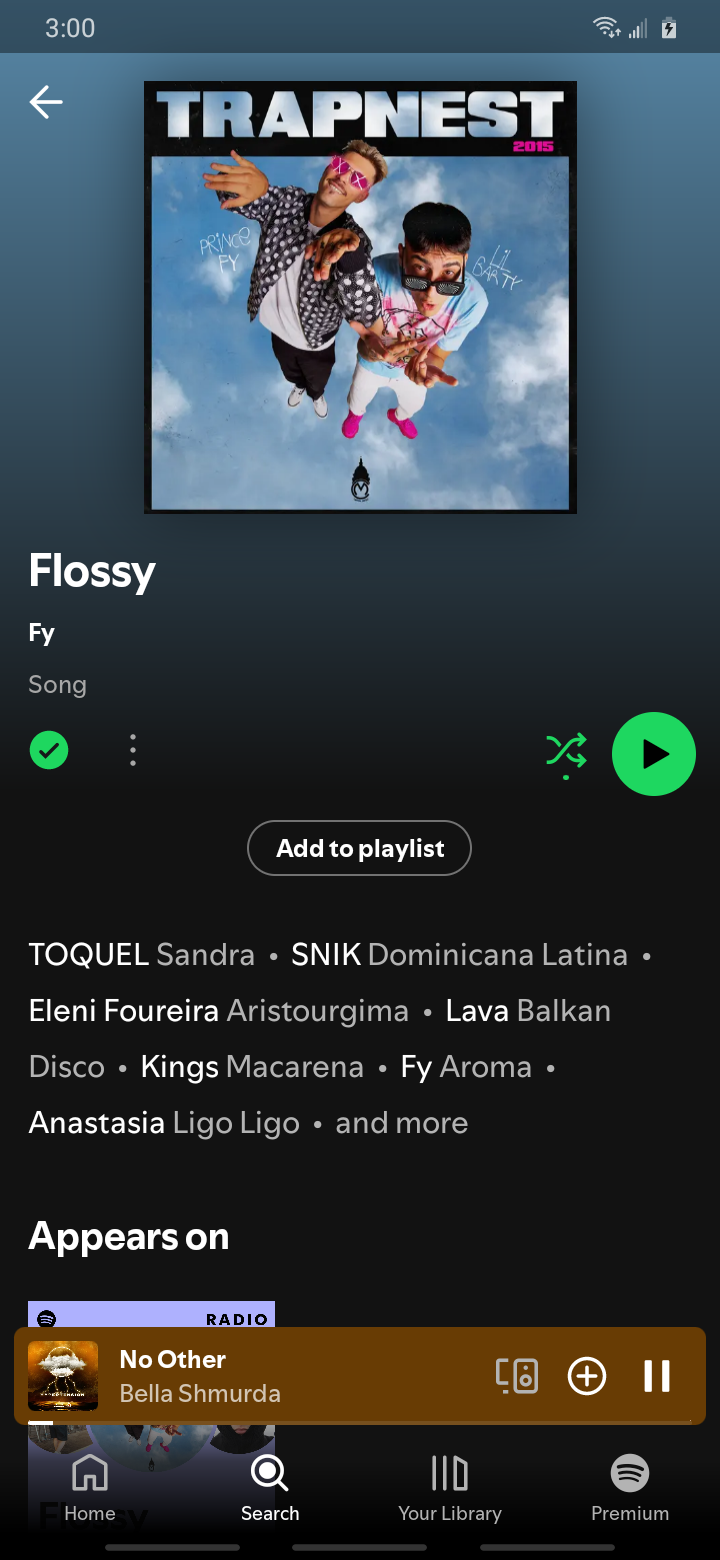 3:00
TRAPNEST
2015
PRINCE
FY
LIL
BARTY
Flossy
Fy
Song
Add to playlist
TOQUEL Sandra • SNIK Dominicana Latina •
Eleni Foureira Aristourgima • Lava Balkan
Disco • Kings Macarena • Fy Aroma •
Anastasia Ligo Ligo • and more
Appears on
RADIO
No Other
Bella Shmurda
Flossy
Home
Search
Your Library
Premium